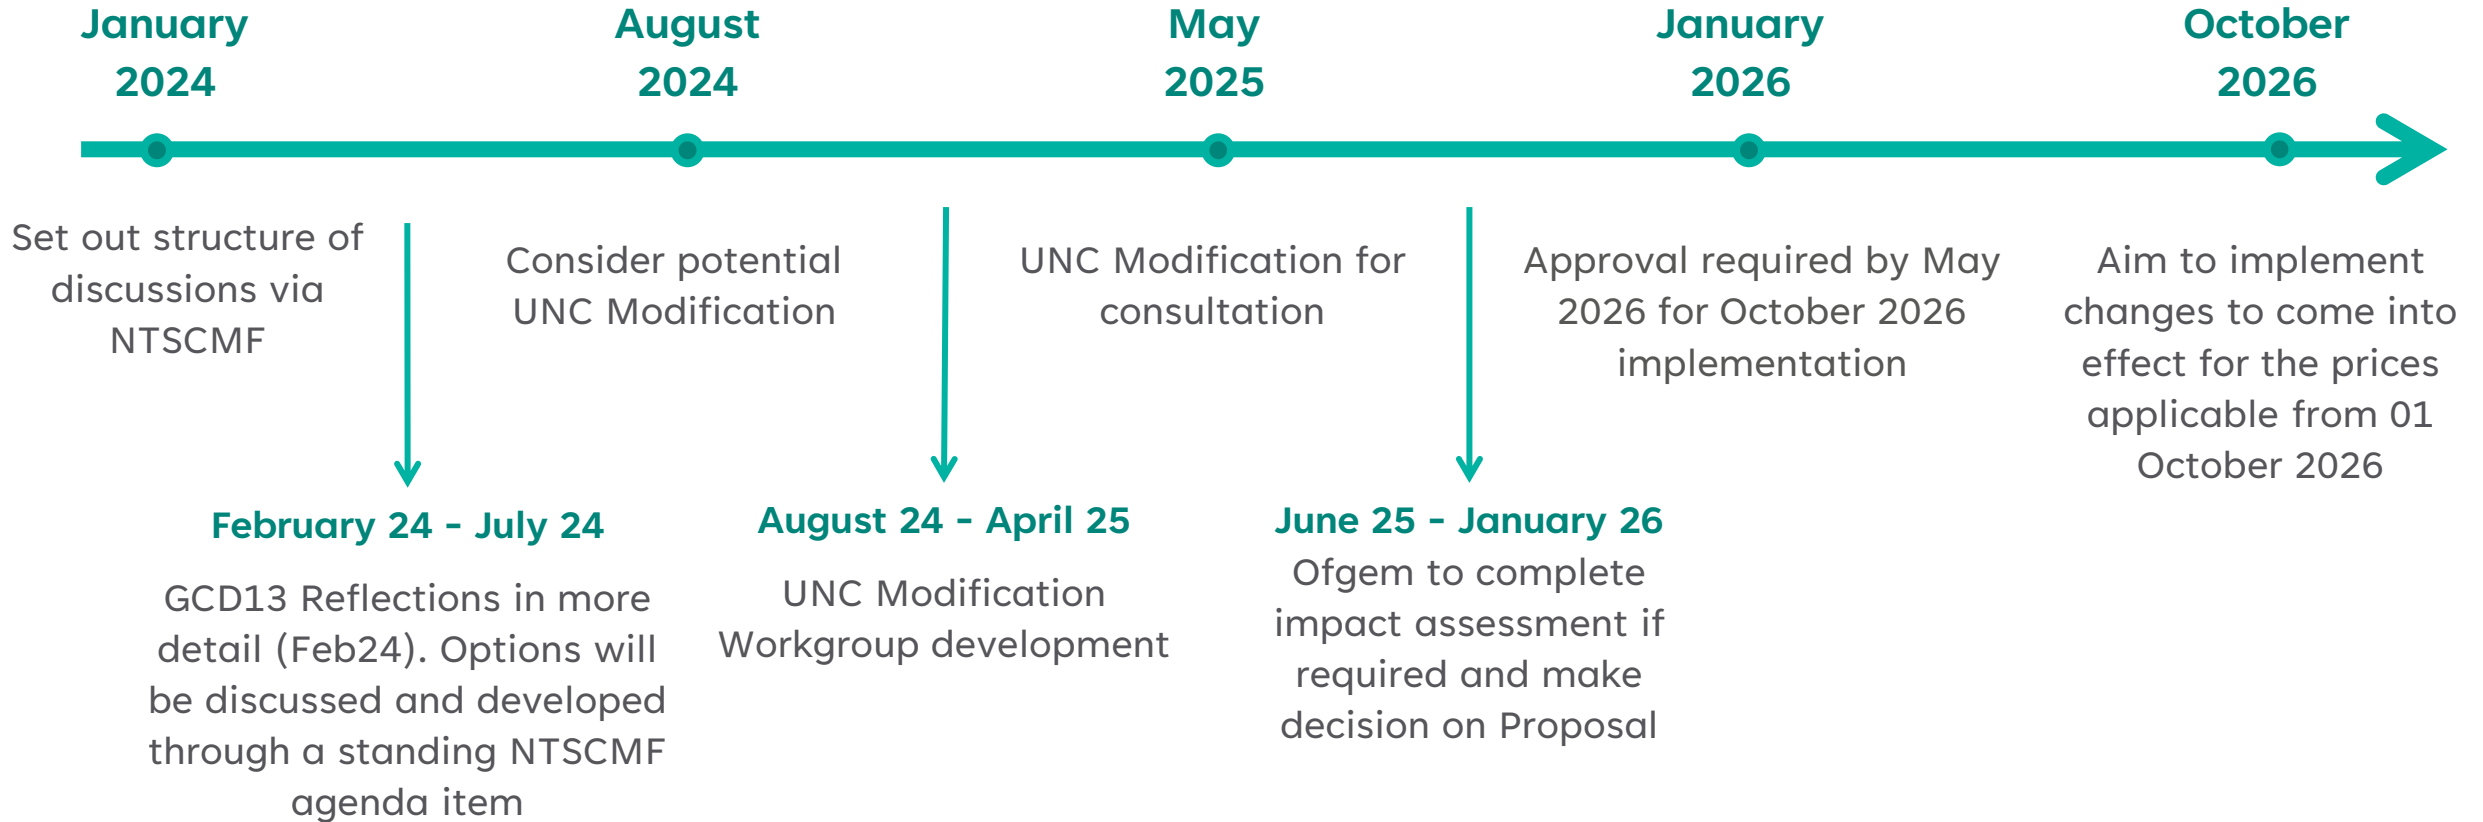 January
2024
August
2024
May
2025
January
2026
October
2026
Set out structure of
discussions via
NTSCMF
Consider potential
UNC Modification
UNC Modification for
consultation
Approval required by May
2026 for October 2026
implementation
Aim to implement
changes to come into
effect for the prices
applicable from 01
October 2026
February 24 - July 24
GCD13 Reflections in more
detail (Feb24). Options will
be discussed and developed
through a standing NTSCMF
agenda item
August 24 - April 25
UNC Modification
Workgroup development
June 25 - January 26
Ofgem to complete
impact assessment if
required and make
decision on Proposal